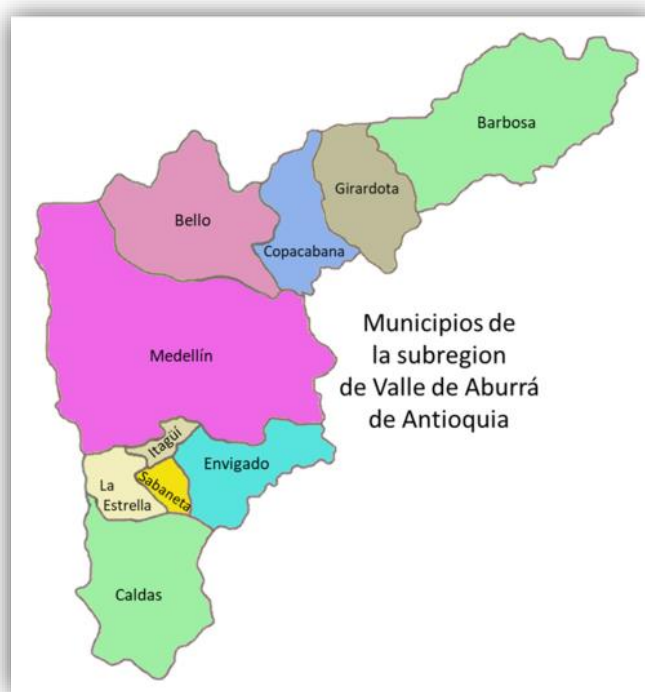 Barbosa
Girardota
Bello
Copacabana
Municipios de
la subregion
de Valle de Aburrá
de Antioquia
Medellín
Itagüí
Envigado
Sabaneta
La
Estrella
Caldas